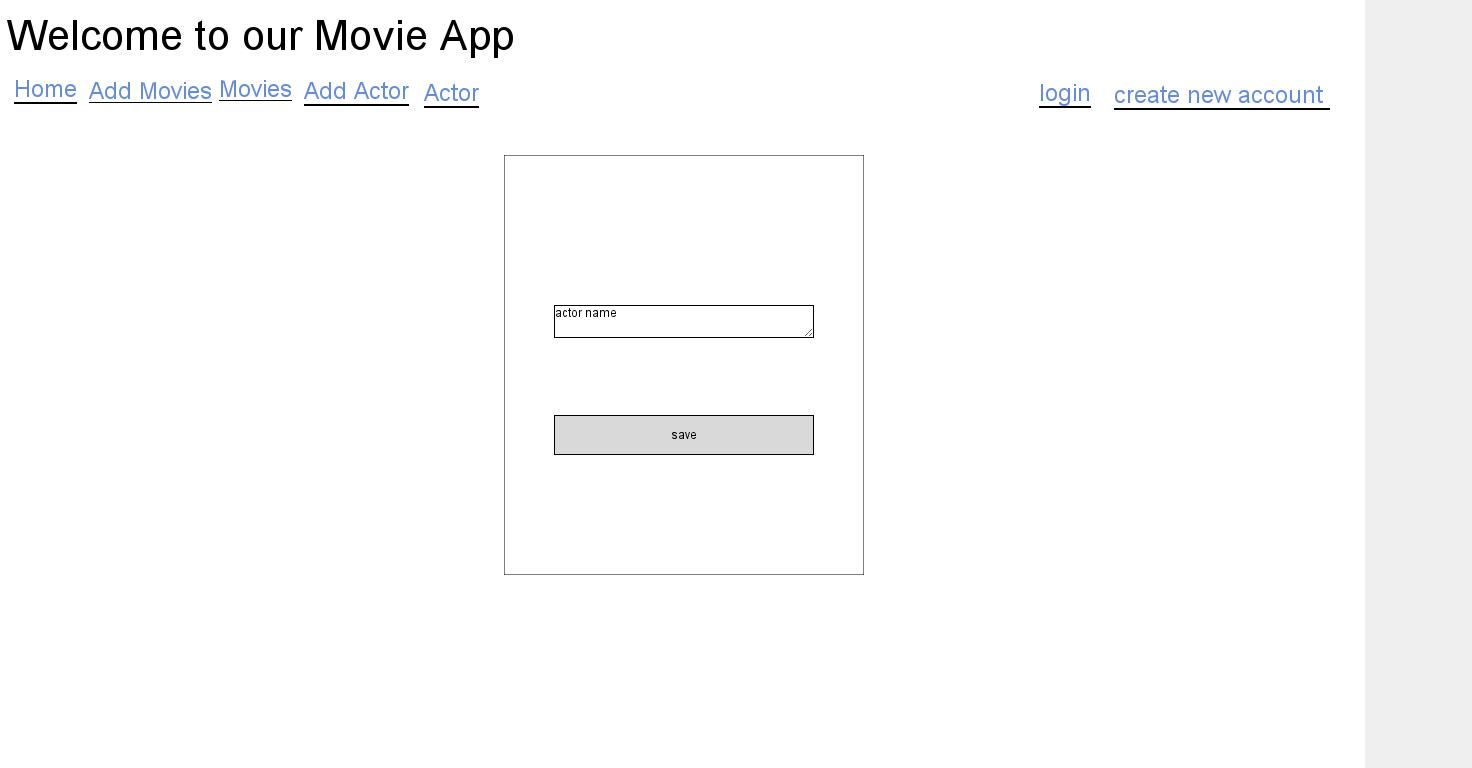 Welcome to our Movie App
Home Add Movies Movies Add Actor Actor login create new account
actor name
save